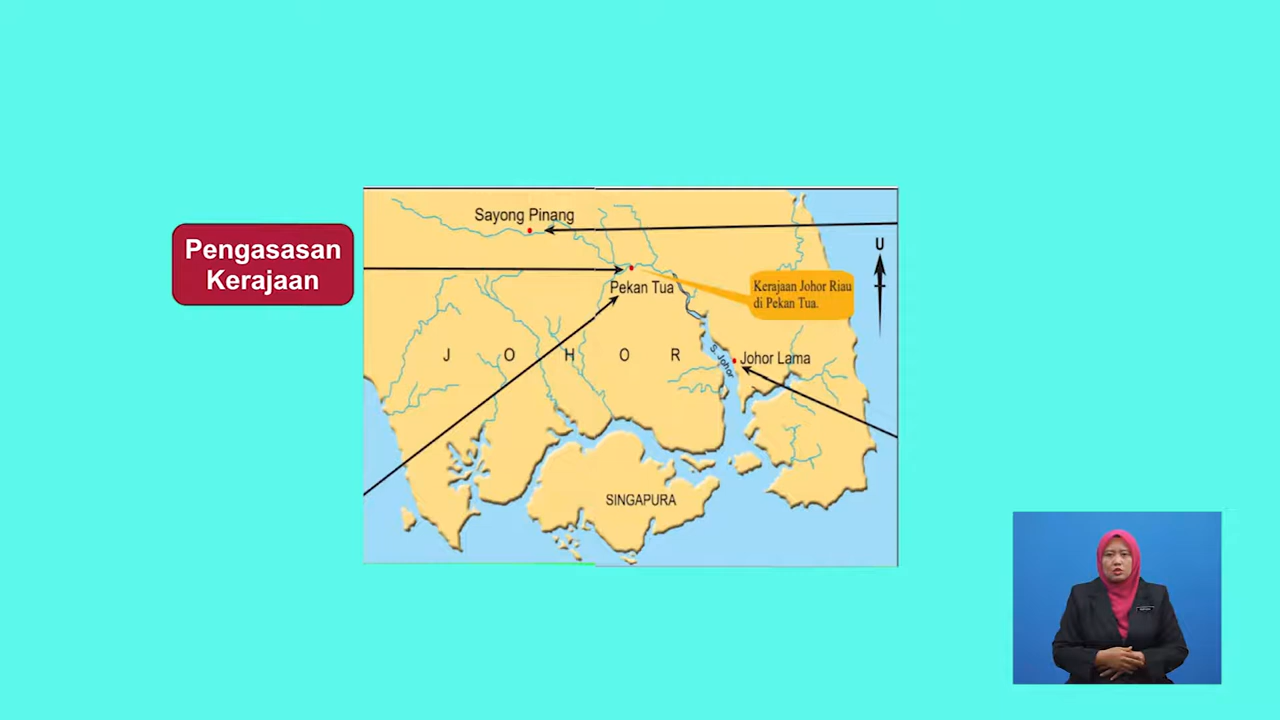 Pengasasan
Kerajaan
Sayong Pinang
U
Pekan Tua
Kerajaan Johor Riau
di Pekan Tua.
J O H O R
S. Johor
Johor Lama
SINGAPURA